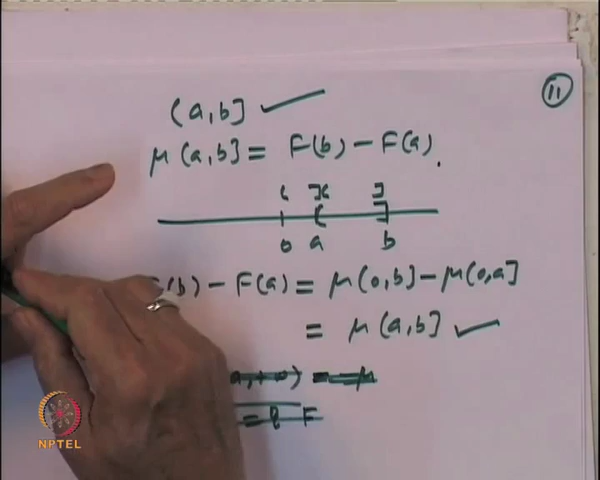 11
(a, b] ✓
μ(a, b] = F(b) − F(a).
( ]( ]
0 a b
(b) − F(a) = μ(0, b] − μ(0, a]
= μ(a, b] ✓
NPTEL